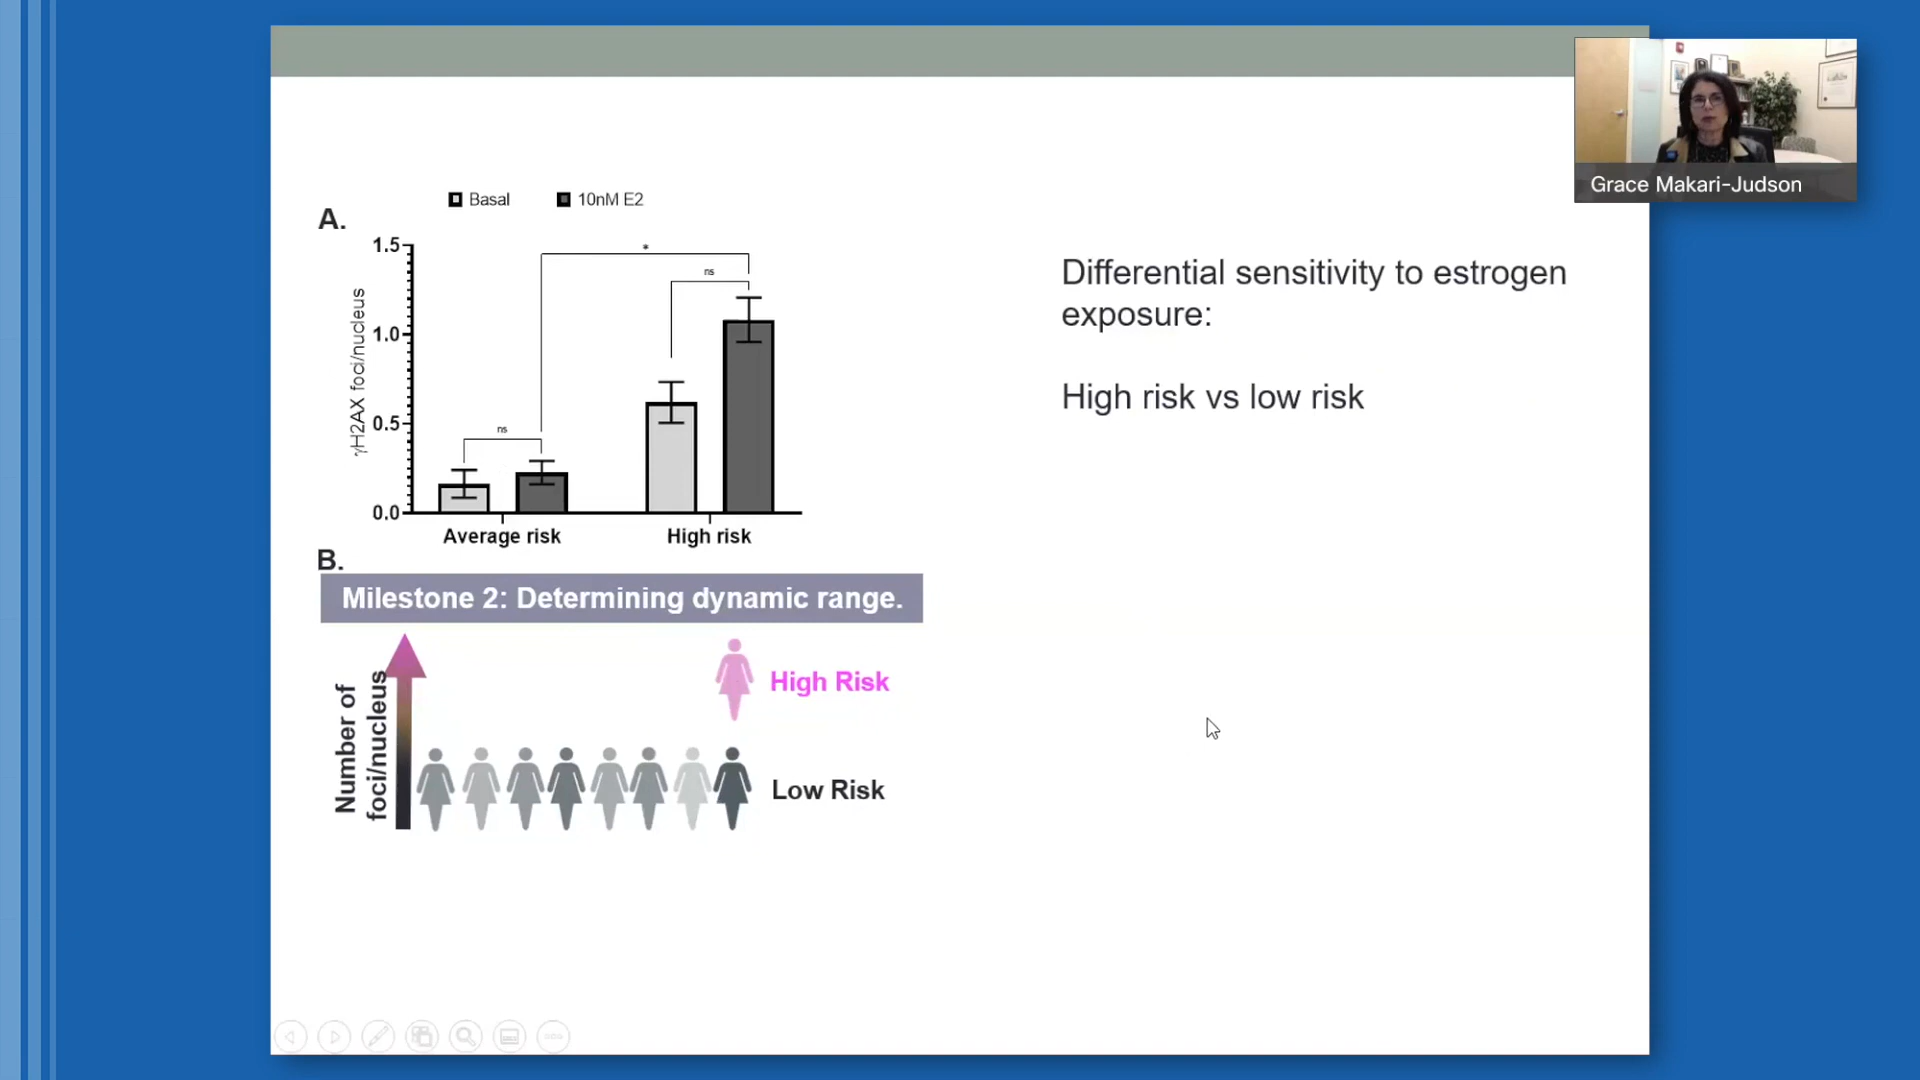 Grace Makari-Judson
Basal
10nM E2
A.
1.5
*
ns
1.0
γH2AX foci/nucleus
0.5
ns
0.0
Average risk
High risk
Differential sensitivity to estrogen
exposure:
High risk vs low risk
B.
Milestone 2: Determining dynamic range.
Number of
foci/nucleus
High Risk
Low Risk